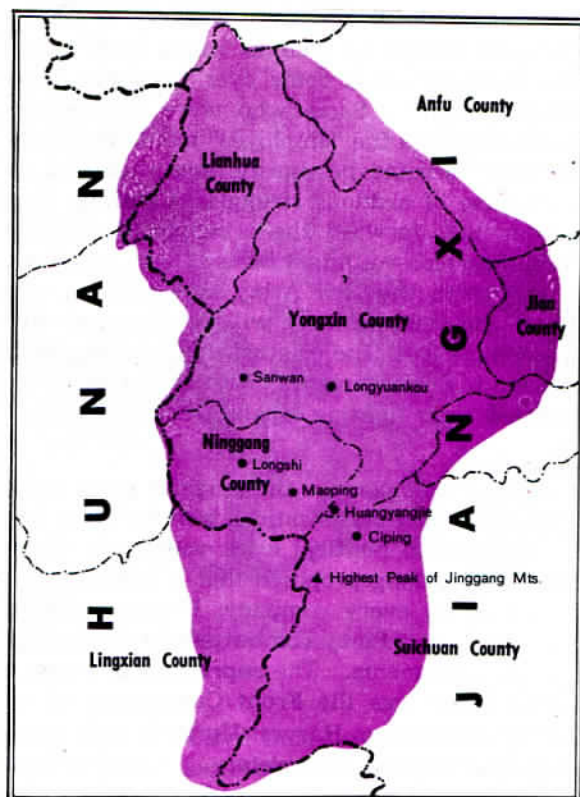 Anfu County
Lianhua
County
HUNAN
JIANGXI
Jian
County
Yongxin County
Sanwan
Longyuankou
Ninggang
Longshi
County
Maoping
Huangyangjie
Ciping
Highest Peak of Jinggang Mts.
Lingxian County
Suichuan County